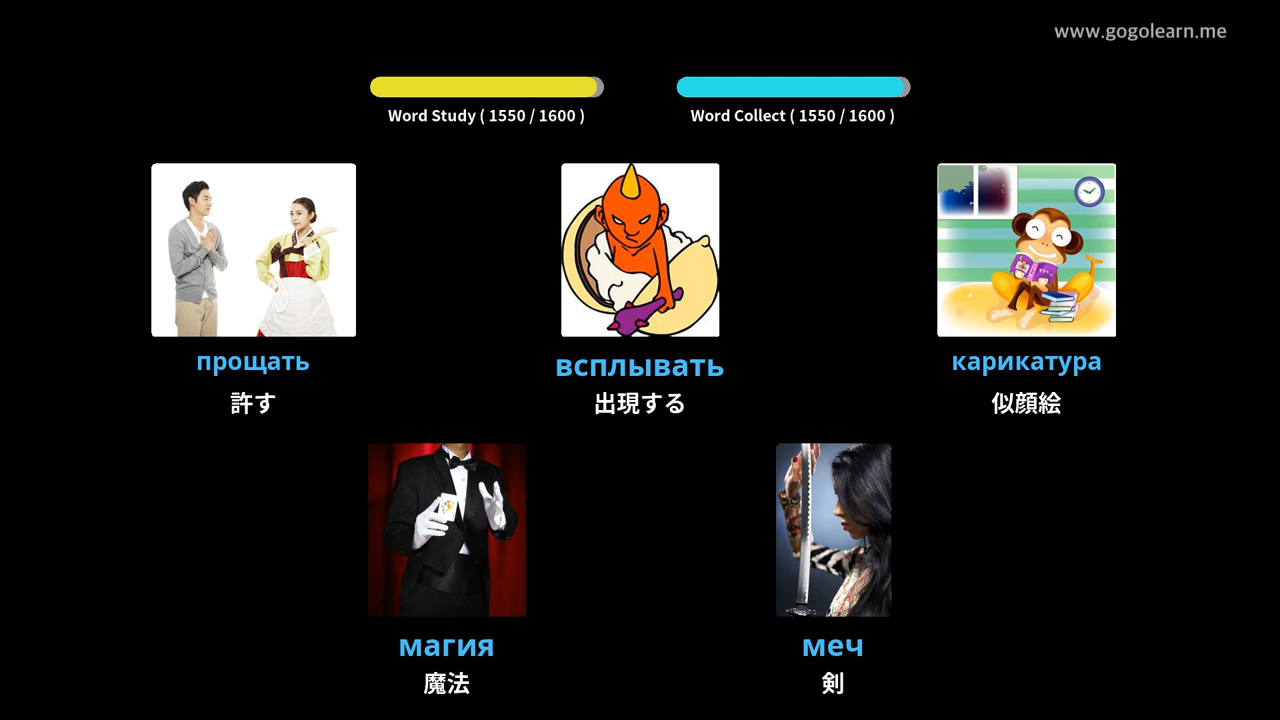 www.gogolearn.me
Word Study ( 1550 / 1600 )
Word Collect ( 1550 / 1600 )
прощать
許す
всплывать
出現する
карикатура
似顔絵
магия
魔法
меч
剣